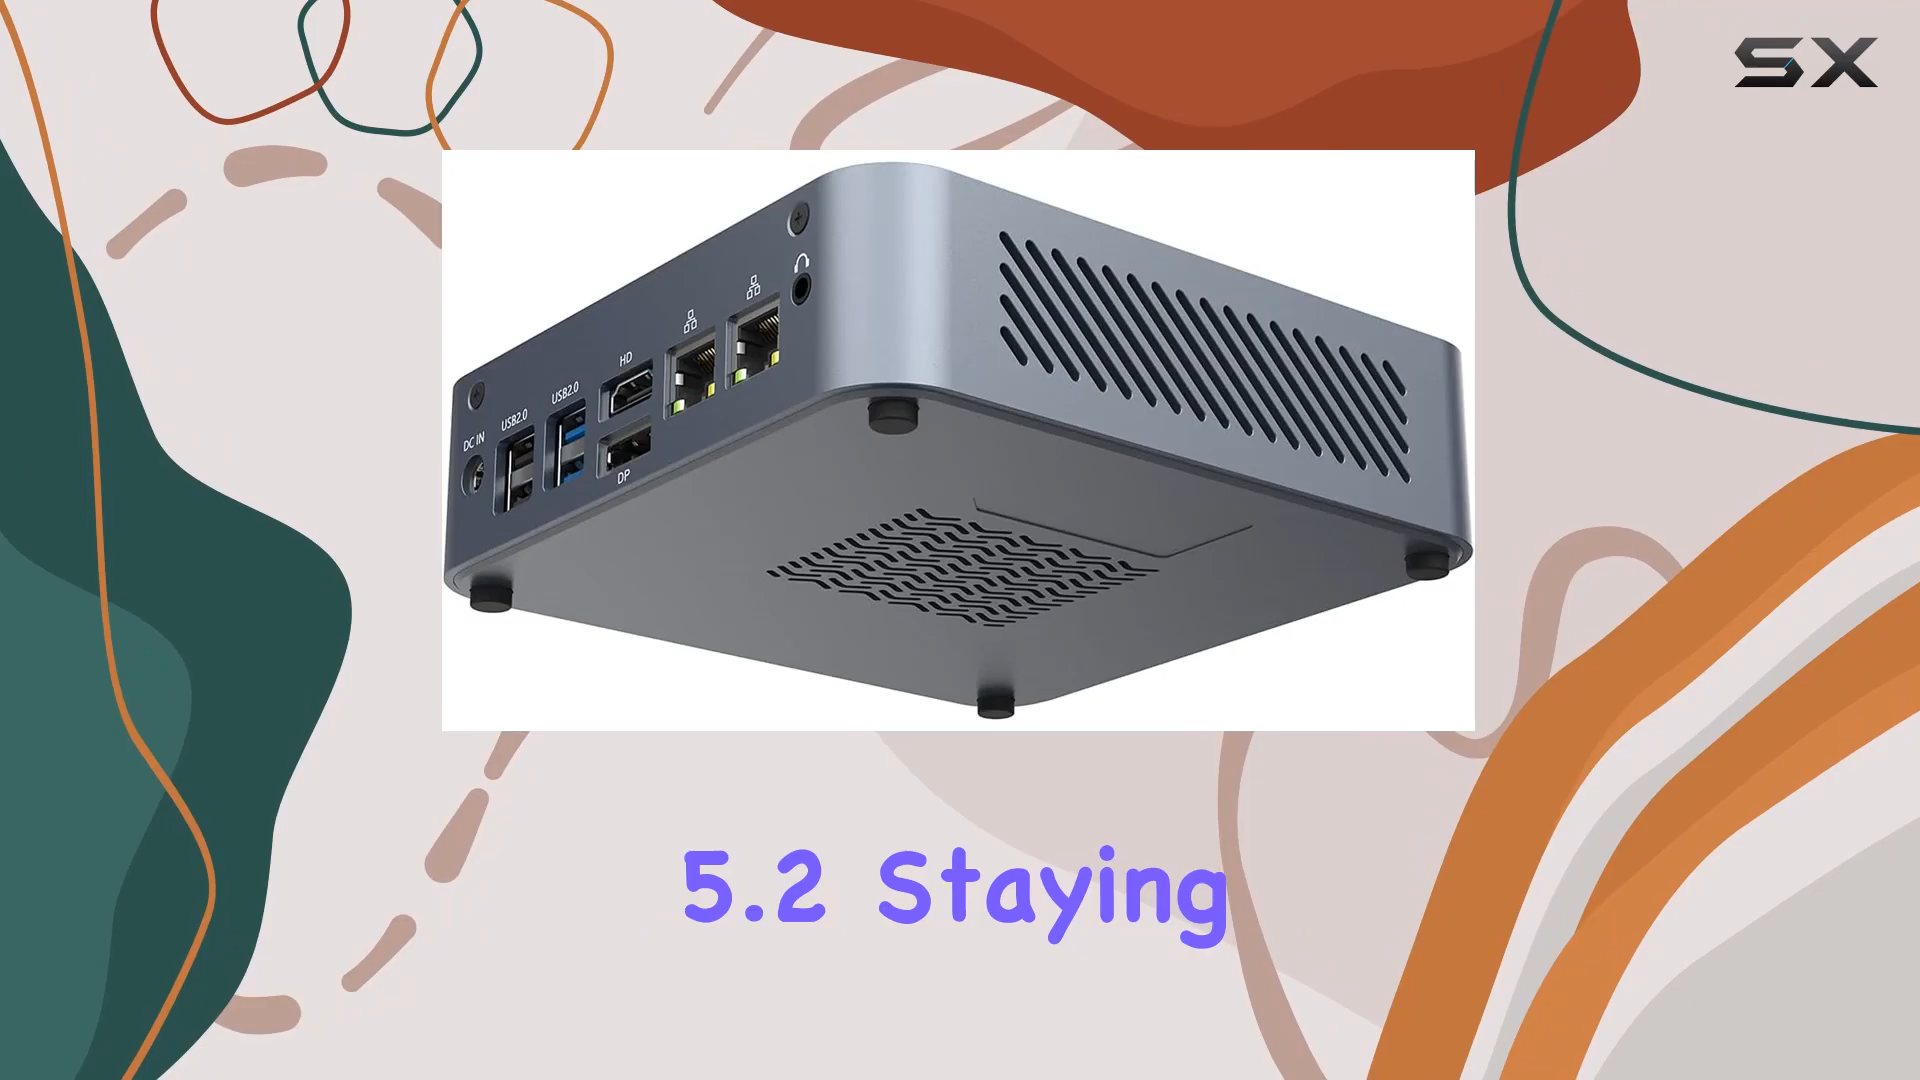 SX
HD
USB2.0
USB2.0
DC IN
DP
5.2 Staying